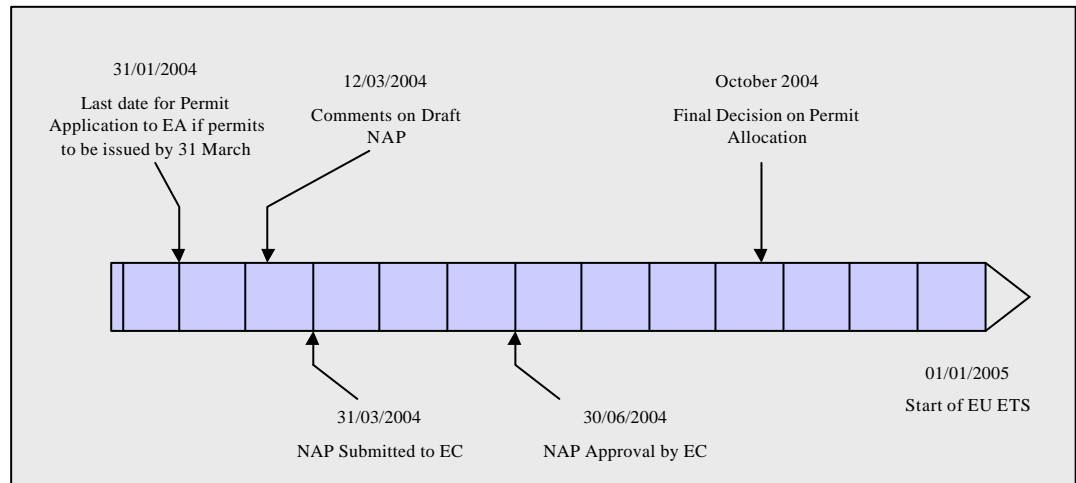 31/01/2004
Last date for Permit
Application to EA if permits
to be issued by 31 March
12/03/2004
Comments on Draft
NAP
October 2004
Final Decision on Permit
Allocation
31/03/2004
NAP Submitted to EC
30/06/2004
NAP Approval by EC
01/01/2005
Start of EU ETS